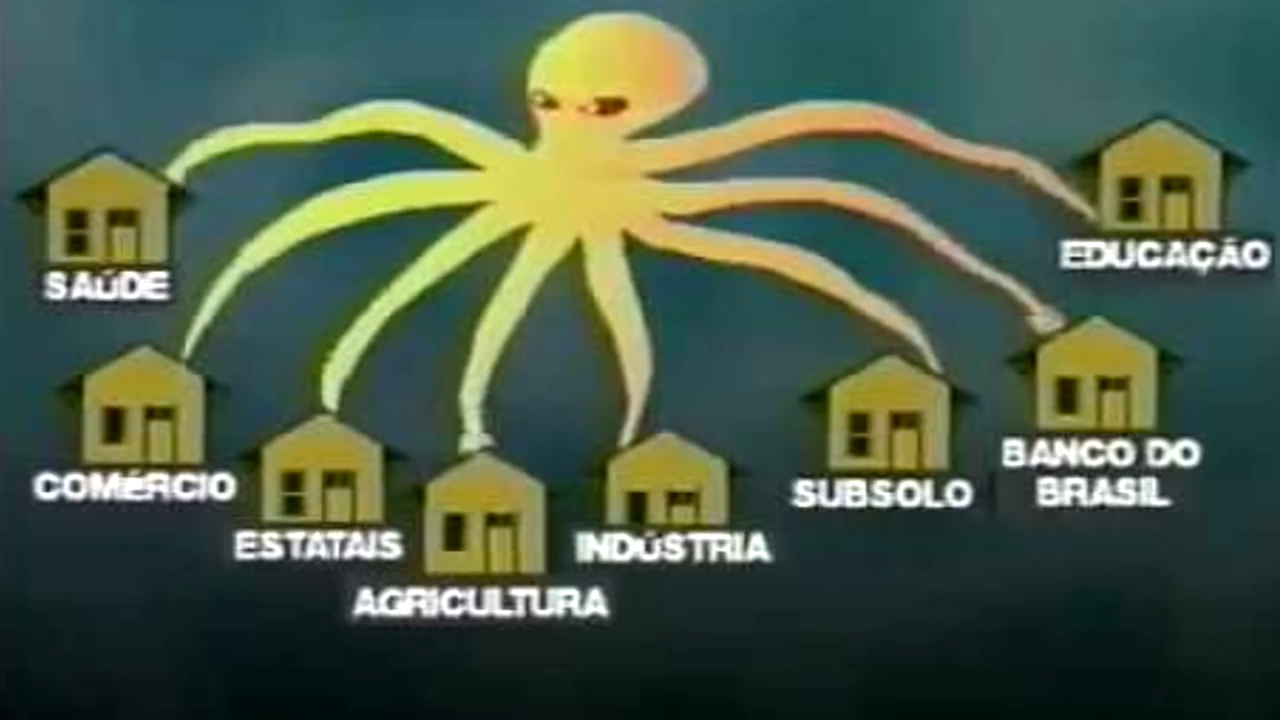 SAÚDE
EDUCAÇÃO
COMÉRCIO
ESTATAIS
AGRICULTURA
INDÚSTRIA
SUBSOLO
BANCO DO
BRASIL